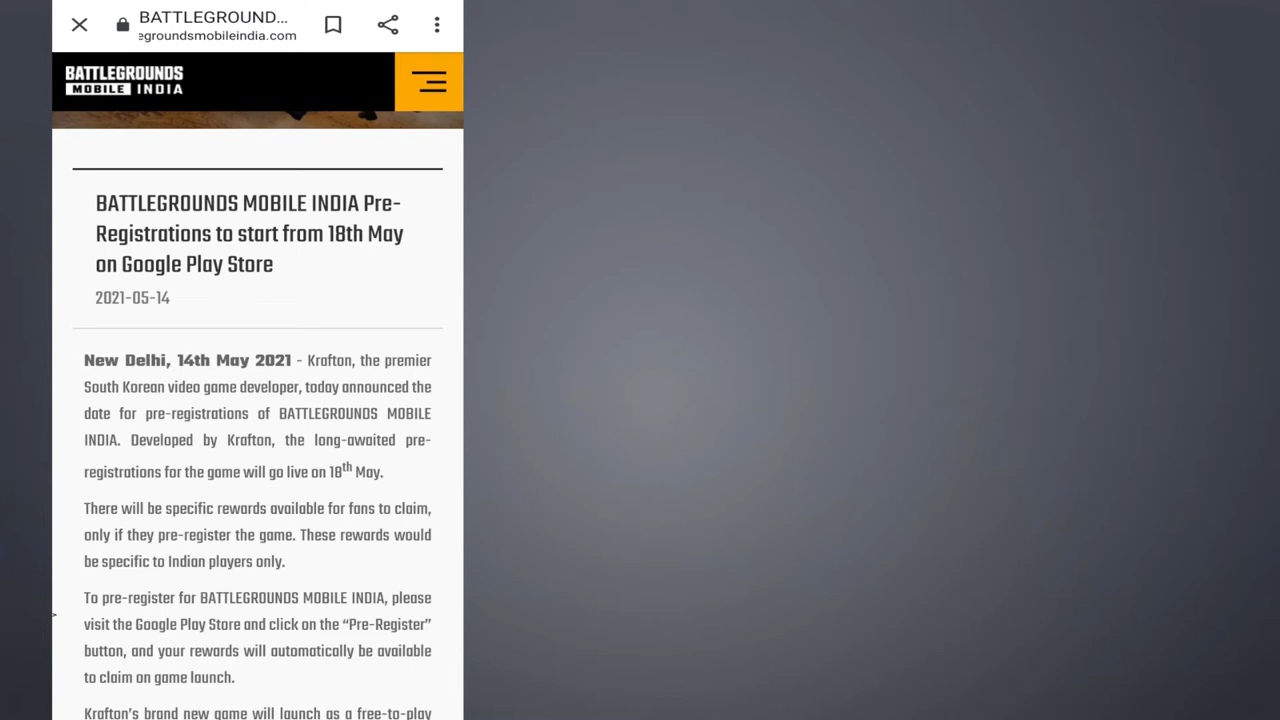 BATTLEGROUND...
egroundsmobileindia.com
BATTLEGROUNDS
MOBILE INDIA
BATTLEGROUNDS MOBILE INDIA Pre-
Registrations to start from 18th May
on Google Play Store
2021-05-14
New Delhi, 14th May 2021 - Krafton, the premier
South Korean video game developer, today announced the
date for pre-registrations of BATTLEGROUNDS MOBILE
INDIA. Developed by Krafton, the long-awaited pre-
registrations for the game will go live on 18th May.
There will be specific rewards available for fans to claim,
only if they pre-register the game. These rewards would
be specific to Indian players only.
To pre-register for BATTLEGROUNDS MOBILE INDIA, please
visit the Google Play Store and click on the “Pre-Register”
button, and your rewards will automatically be available
to claim on game launch.
Krafton’s brand new game will launch as a free-to-play